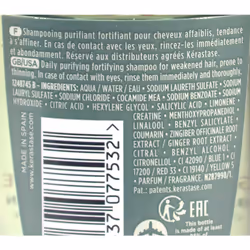 F Shampooing purifiant fortifiant pour cheveux affaiblis, tendance
à s'affiner. En cas de contact avec les yeux, rincez-les immédiatement
et abondamment. Réservé aux distributeurs agréés Kérastase.
GB/USA Daily purifying fortifying shampoo for weakened hair, prone to
thinning. In case of contact with eyes, rinse them immediately and thoroughly.
INGREDIENTS: AQUA / WATER / EAU • SODIUM LAURETH SULFATE •
LAURYL SULFATE • SODIUM CHLORIDE • COCAMIDE MEA
HYDROXIDE • CITRIC ACID • HEXYLENE GLYCOL • SALICYLIC ACID • LIMONENE
CREATINE • MENTHOXYPROPANEDIOL
LINALOOL • BENZYL SALICYLATE
COUMARIN • ZINGIBER OFFICINALE ROOT
EXTRACT / GINGER ROOT EXTRACT
CITRAL • BENZYL ALCOHOL
CITRONELLOL • CI 42090 / BLUE 1
17200 / RED 33 • CI 19140 / YELLOW
/ PARFUM / FRAGRANCE
Pat.:
patents.kerastase.com
MADE IN SPAIN
www.kerastase.com
37077532
EAC
This bottle
is made of
at least